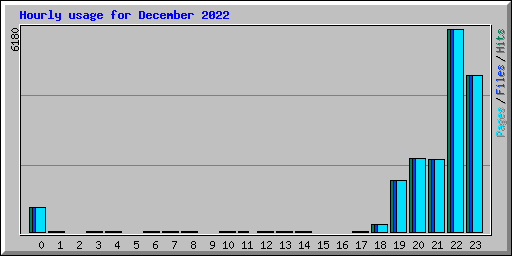 Hourly usage for December 2022
6180
Pages/Files/Hits
0 1 2 3 4 5 6 7 8 9 10 11 12 13 14 15 16 17 18 19 20 21 22 23